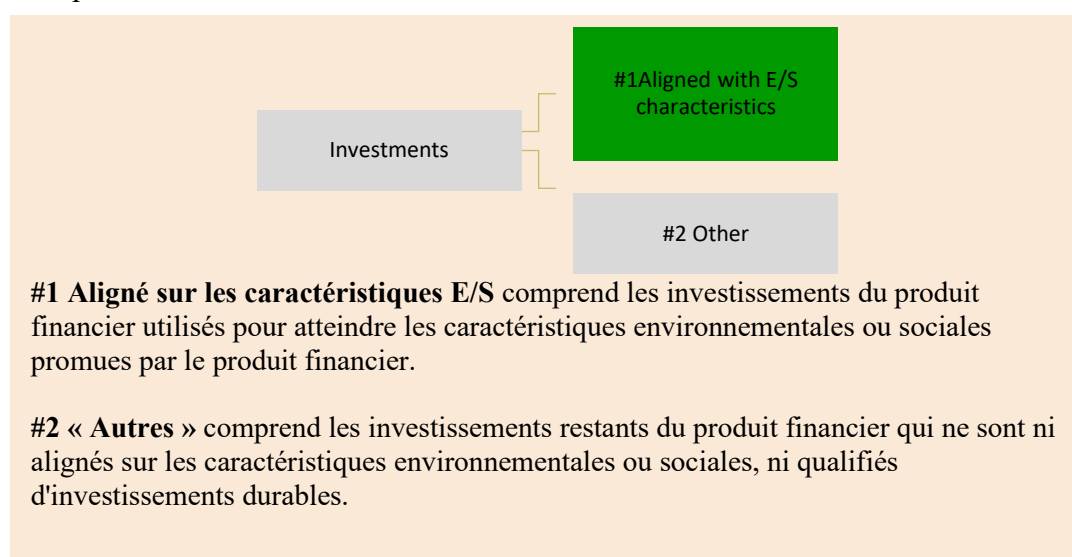 #1Aligned with E/S
characteristics
Investments
#2 Other
#1 Aligné sur les caractéristiques E/S comprend les investissements du produit
financier utilisés pour atteindre les caractéristiques environnementales ou sociales
promues par le produit financier.
#2 « Autres » comprend les investissements restants du produit financier qui ne sont ni
alignés sur les caractéristiques environnementales ou sociales, ni qualifiés
d'investissements durables.